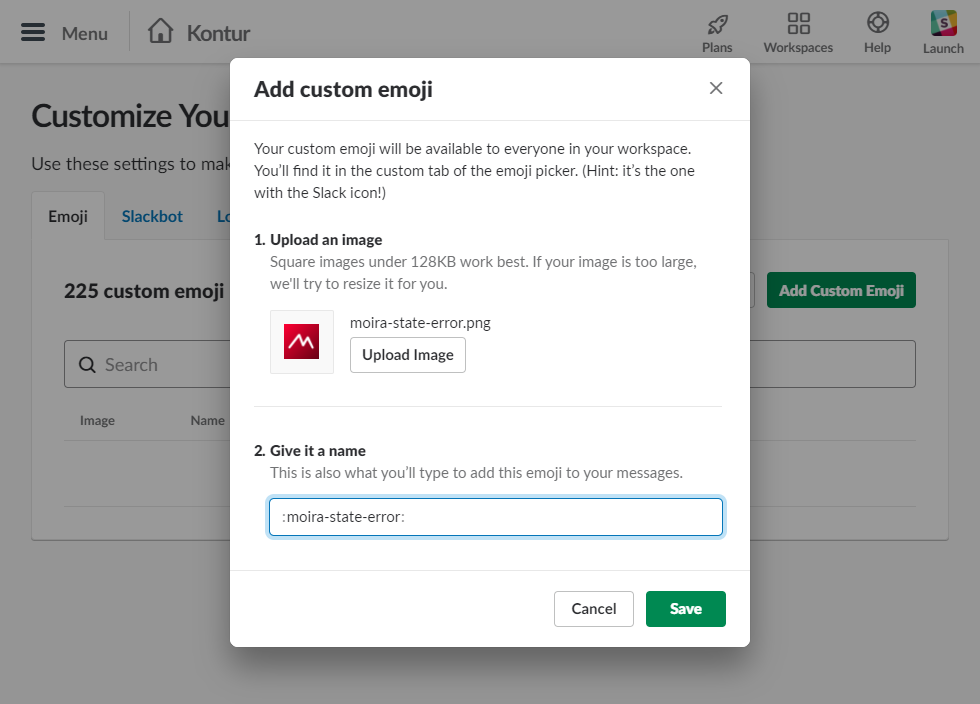 Menu
Kontur
Plans
Workspaces
Help
Launch
Customize You
Use these settings to mak
Emoji
Slackbot
Lo
225 custom emoji
Add Custom Emoji
Search
Image
Name
Add custom emoji
Your custom emoji will be available to everyone in your workspace.
You’ll find it in the custom tab of the emoji picker. (Hint: it’s the one
with the Slack icon!)
1. Upload an image
Square images under 128KB work best. If your image is too large,
we'll try to resize it for you.
moira-state-error.png
Upload Image
2. Give it a name
This is also what you’ll type to add this emoji to your messages.
:moira-state-error:
Cancel
Save